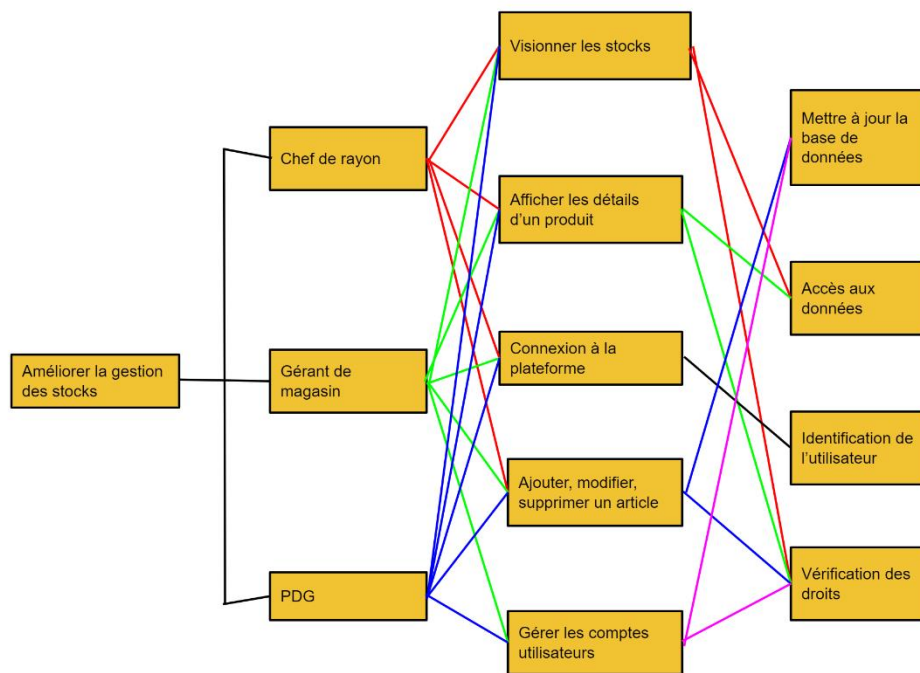 Visionner les stocks
Mettre à jour la
base de
données
Chef de rayon
Afficher les détails
d'un produit
Accès aux
données
Améliorer la gestion
des stocks
Gérant de
magasin
Connexion à la
plateforme
Identification de
l'utilisateur
Ajouter, modifier,
supprimer un article
PDG
Vérification des
droits
Gérer les comptes
utilisateurs